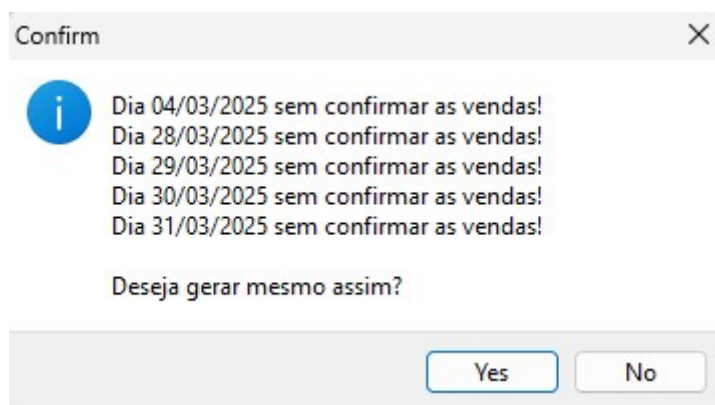 Confirm
Dia 04/03/2025 sem confirmar as vendas!
Dia 28/03/2025 sem confirmar as vendas!
Dia 29/03/2025 sem confirmar as vendas!
Dia 30/03/2025 sem confirmar as vendas!
Dia 31/03/2025 sem confirmar as vendas!
Deseja gerar mesmo assim?
Yes No